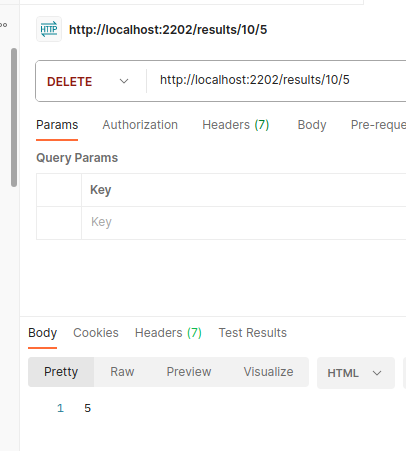 HTTP http://localhost:2202/results/10/5
DELETE http://localhost:2202/results/10/5
Params Authorization Headers (7) Body Pre-reque
Query Params
Key
Key
Body Cookies Headers (7) Test Results
Pretty Raw Preview Visualize HTML
1 5